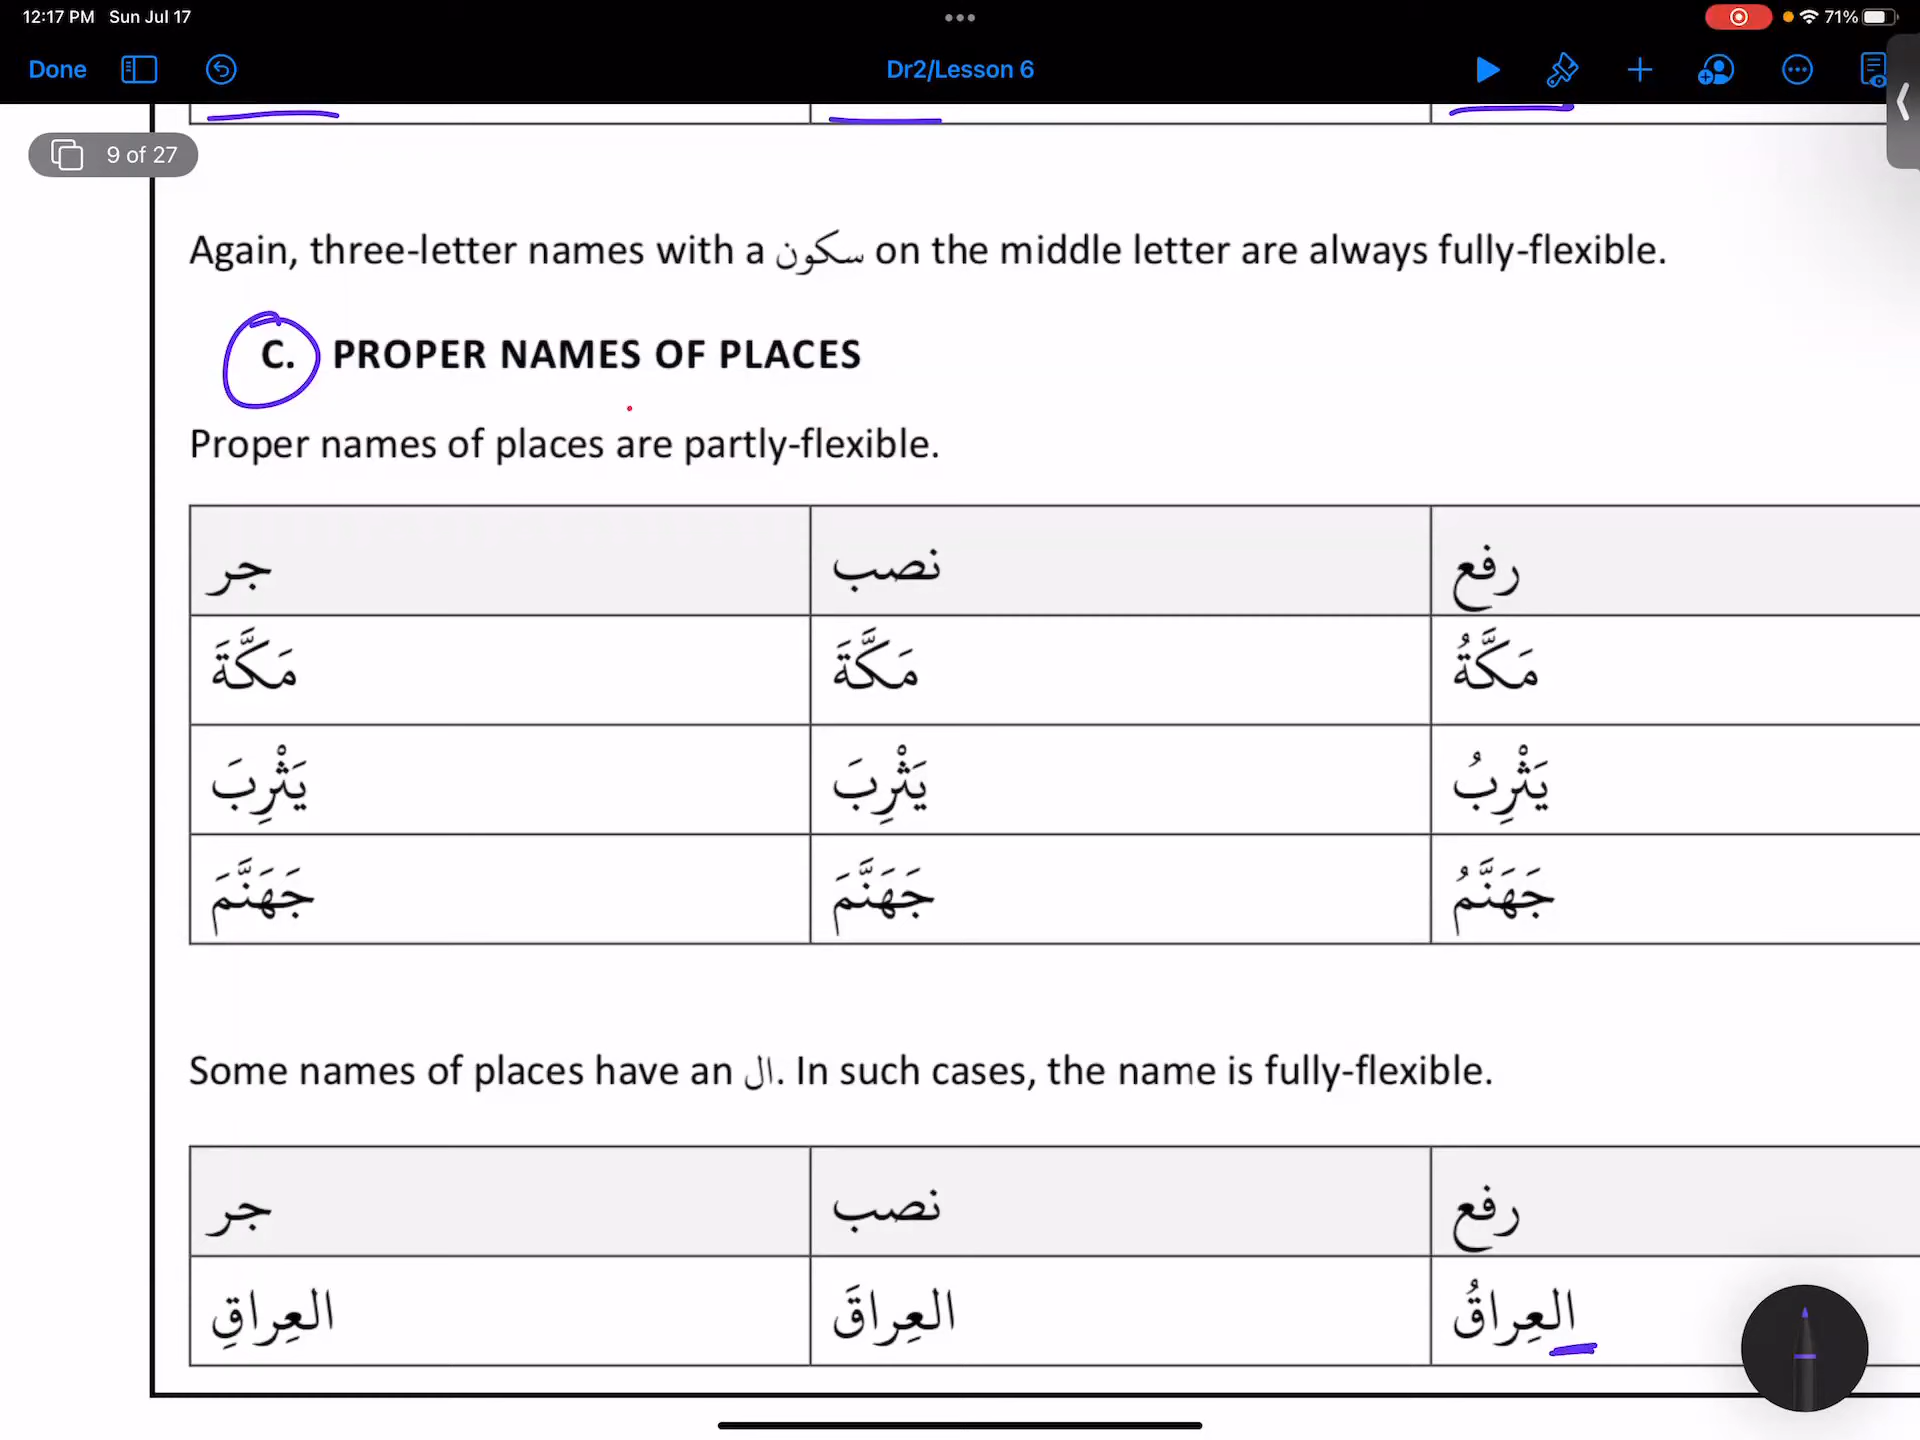 12:17 PM Sun Jul 17
71%
Done
Dr2/Lesson 6
9 of 27
Again, three-letter names with a سكون on the middle letter are always fully-flexible.
C. PROPER NAMES OF PLACES
Proper names of places are partly-flexible.
رفع نصب جر
مَكَّةُ مَكَّةَ مَكَّةَ
يَثْرِبُ يَثْرِبَ يَثْرِبَ
جَهَنَّمُ جَهَنَّمَ جَهَنَّمَ
Some names of places have an ال. In such cases, the name is fully-flexible.
رفع نصب جر
العِراقُ العِراقَ العِراقِ